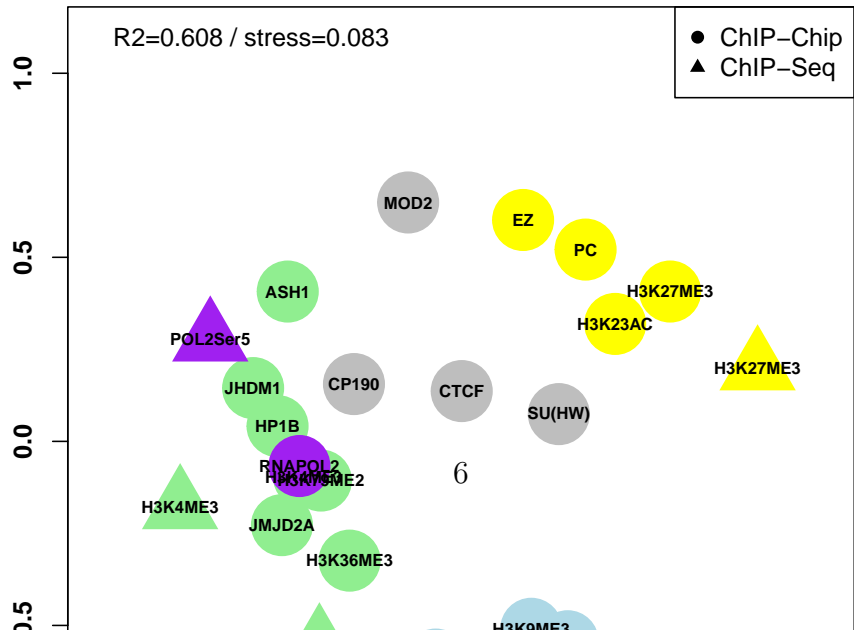 R2=0.608 / stress=0.083
ChIP−Chip
ChIP−Seq
1.0
MOD2
EZ
PC
0.5
ASH1
H3K27ME3
H3K23AC
POL2Ser5
H3K27ME3
JHDM1
CP190
CTCF
SU(HW)
HP1B
0.0
RNAPOL2
H3K79ME2
6
H3K4ME3
JMJD2A
H3K36ME3
0.5
H3K9ME3